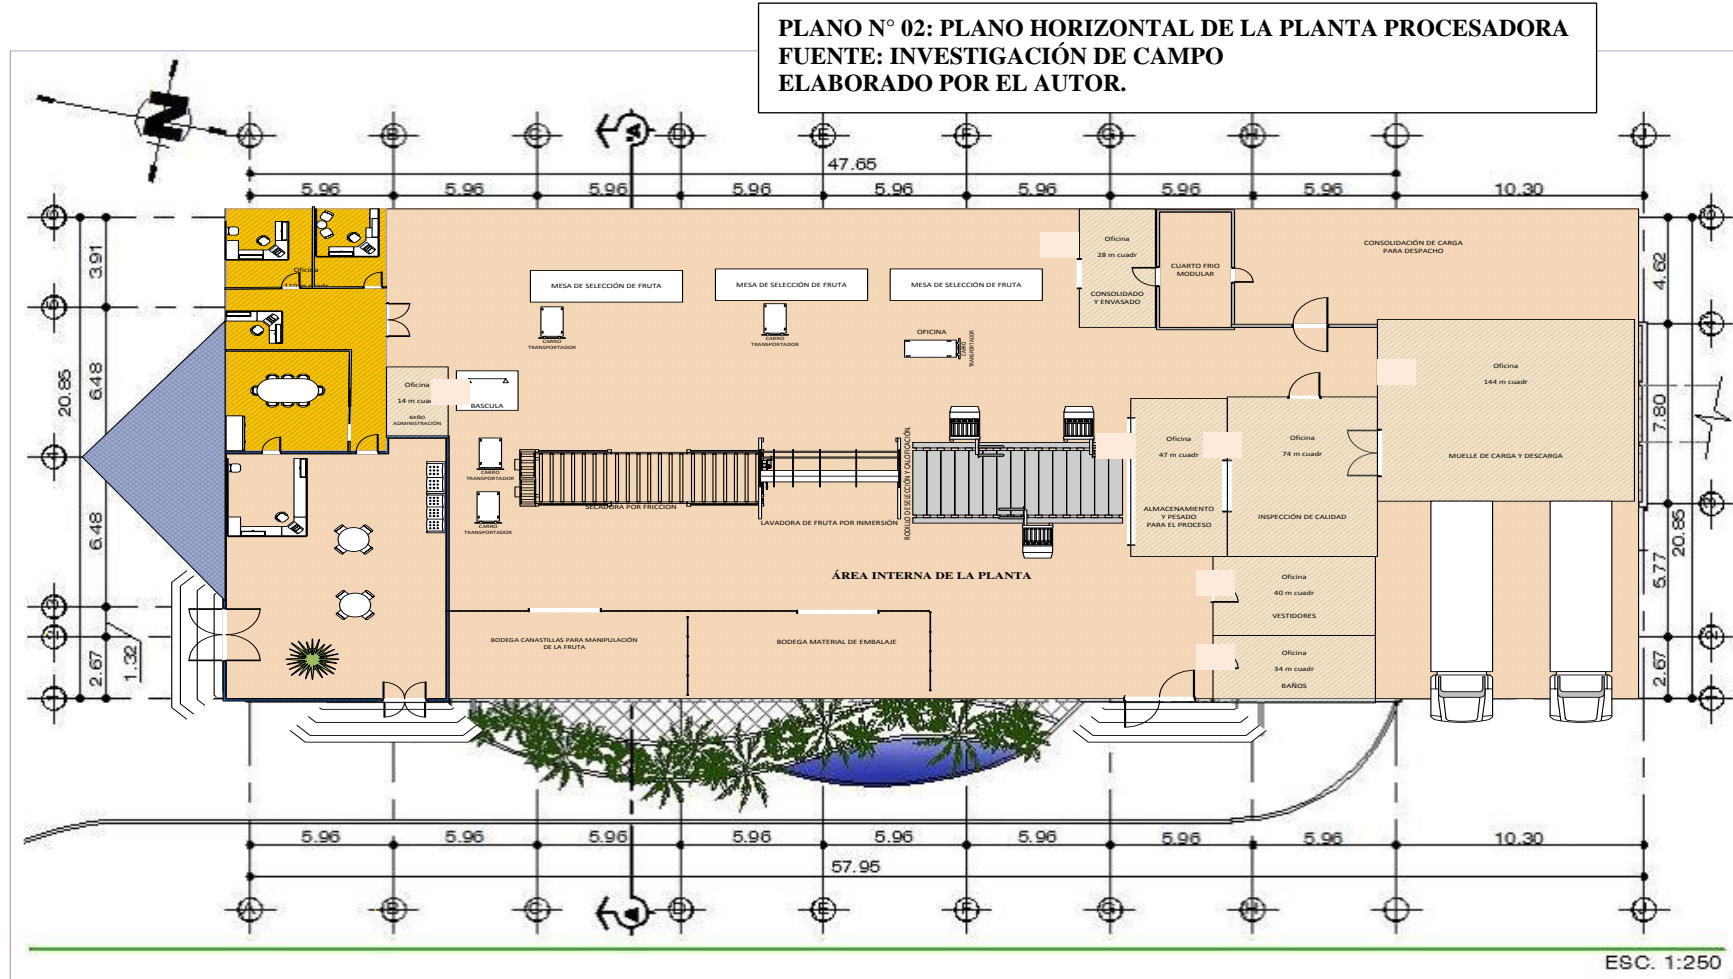 PLANO N° 02: PLANO HORIZONTAL DE LA PLANTA PROCESADORA
FUENTE: INVESTIGACIÓN DE CAMPO
ELABORADO POR EL AUTOR.
N
A B C A' D E F G H J
47.65
5.96 5.96 5.96 5.96 5.96 5.96 5.96 5.96 10.30
3.91
6.48
20.85
6.48
2.67
1.32
4.62
7.80
20.85
5.77
2.67
Oficina
Oficina
28 m cuadr
CONSOLIDADO
Y ENVASADO
CUARTO FRIO
MODULAR
CONSOLIDACIÓN DE CARGA
PARA DESPACHO
MESA DE SELECCIÓN DE FRUTA
MESA DE SELECCIÓN DE FRUTA
MESA DE SELECCIÓN DE FRUTA
CARRO
TRANSPORTADOR
CARRO
TRANSPORTADOR
OFICINA
CARRO
TRANSPORTADOR
Oficina
14 m cuadr
BAÑO
ADMINISTRACIÓN
BASCULA
Oficina
144 m cuadr
MUELLE DE CARGA Y DESCARGA
CARRO
TRANSPORTADOR
CARRO
TRANSPORTADOR
SECADORA POR FRICCION
LAVADORA DE FRUTA POR INMERSIÓN
RODILLO DE SELECCIÓN Y CALIFICACIÓN
Oficina
47 m cuadr
ALMACENAMIENTO
Y PESADO
PARA EL PROCESO
Oficina
74 m cuadr
INSPECCIÓN DE CALIDAD
ÁREA INTERNA DE LA PLANTA
Oficina
40 m cuadr
VESTIDORES
BODEGA CANASTILLAS PARA MANIPULACIÓN
DE LA FRUTA
BODEGA MATERIAL DE EMBALAJE
Oficina
34 m cuadr
BAÑOS
5.96 5.96 5.96 5.96 5.96 5.96 5.96 5.96 10.30
57.95
A B C A D E F G H J
ESC. 1:250